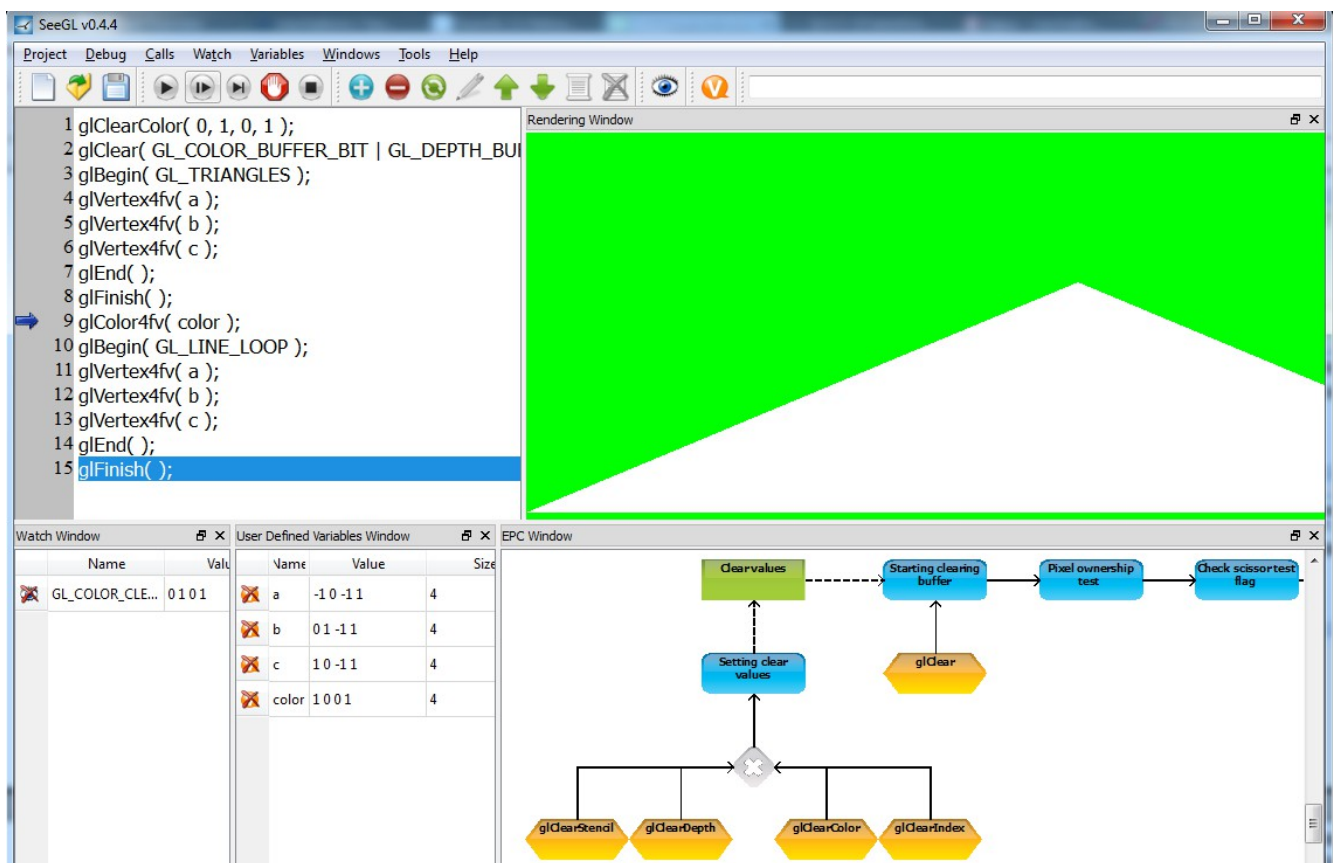 SeeGL v0.4.4
Project Debug Calls Watch Variables Windows Tools Help
V
1 glClearColor( 0, 1, 0, 1 );
2 glClear( GL_COLOR_BUFFER_BIT | GL_DEPTH_BUI
3 glBegin( GL_TRIANGLES );
4 glVertex4fv( a );
5 glVertex4fv( b );
6 glVertex4fv( c );
7 glEnd( );
8 glFinish( );
9 glColor4fv( color );
10 glBegin( GL_LINE_LOOP );
11 glVertex4fv( a );
12 glVertex4fv( b );
13 glVertex4fv( c );
14 glEnd( );
15 glFinish( );
Rendering Window
Watch Window
Name Valu
GL_COLOR_CLE... 0 1 0 1
User Defined Variables Window
Name Value Size
a -1 0 -1 1 4
b 0 1 -1 1 4
c 1 0 -1 1 4
color 1 0 0 1 4
EPC Window
Clear values
Starting clearing
buffer
Pixel ownership
test
Check scissor test
flag
Setting clear
values
glClear
glClearStencil
glClearDepth
glClearColor
glClearIndex